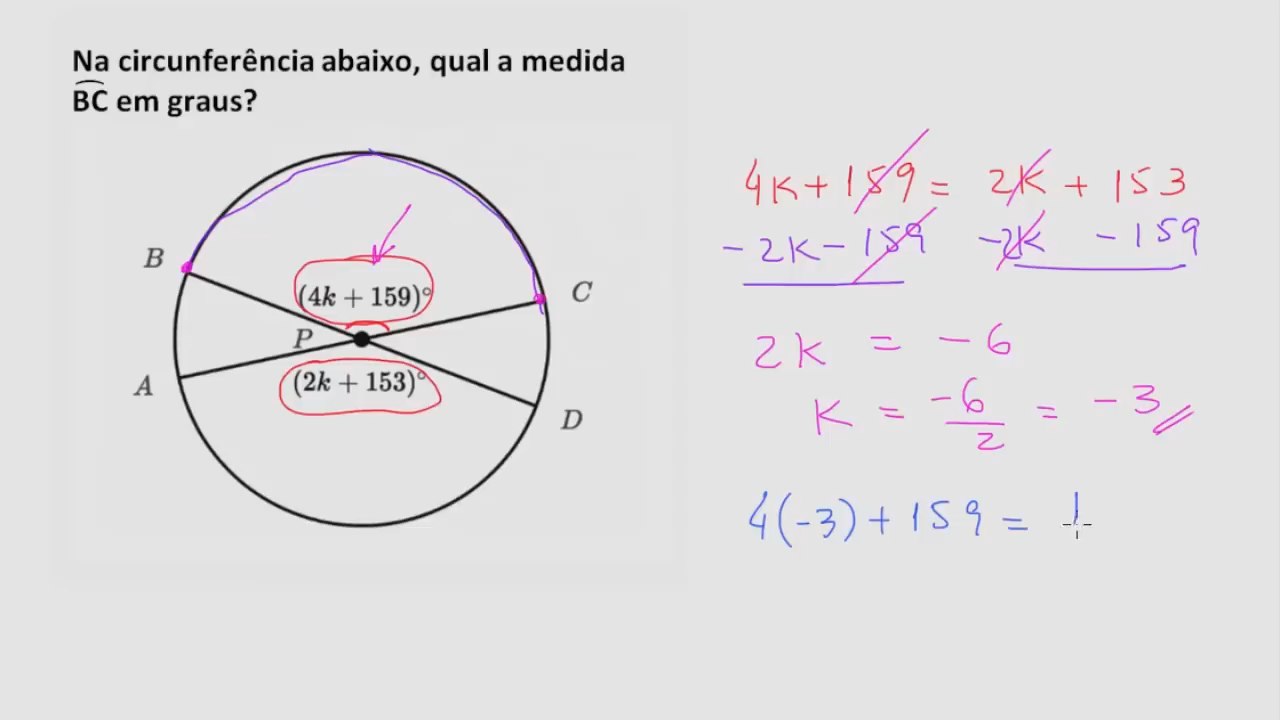 Na circunferência abaixo, qual a medida
BC em graus?
B
C
(4k + 159)°
P
A
(2k + 153)°
D
4K + 159 = 2K + 153
-2K - 159 -2K - 159
2K = -6
K = -6/2 = -3
4(-3) + 159 = 1